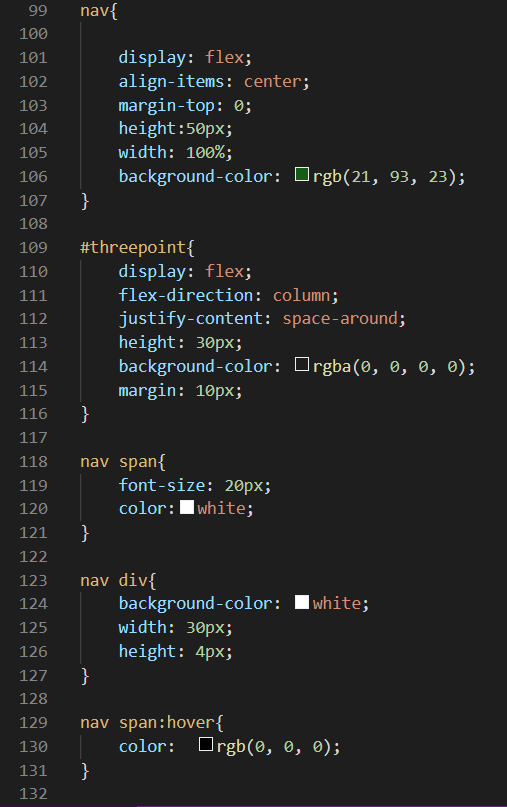 99 nav{
100
101 display: flex;
102 align-items: center;
103 margin-top: 0;
104 height:50px;
105 width: 100%;
106 background-color: rgb(21, 93, 23);
107 }
108
109 #threepoint{
110 display: flex;
111 flex-direction: column;
112 justify-content: space-around;
113 height: 30px;
114 background-color: rgba(0, 0, 0, 0);
115 margin: 10px;
116 }
117
118 nav span{
119 font-size: 20px;
120 color: white;
121 }
122
123 nav div{
124 background-color: white;
125 width: 30px;
126 height: 4px;
127 }
128
129 nav span:hover{
130 color: rgb(0, 0, 0);
131 }
132